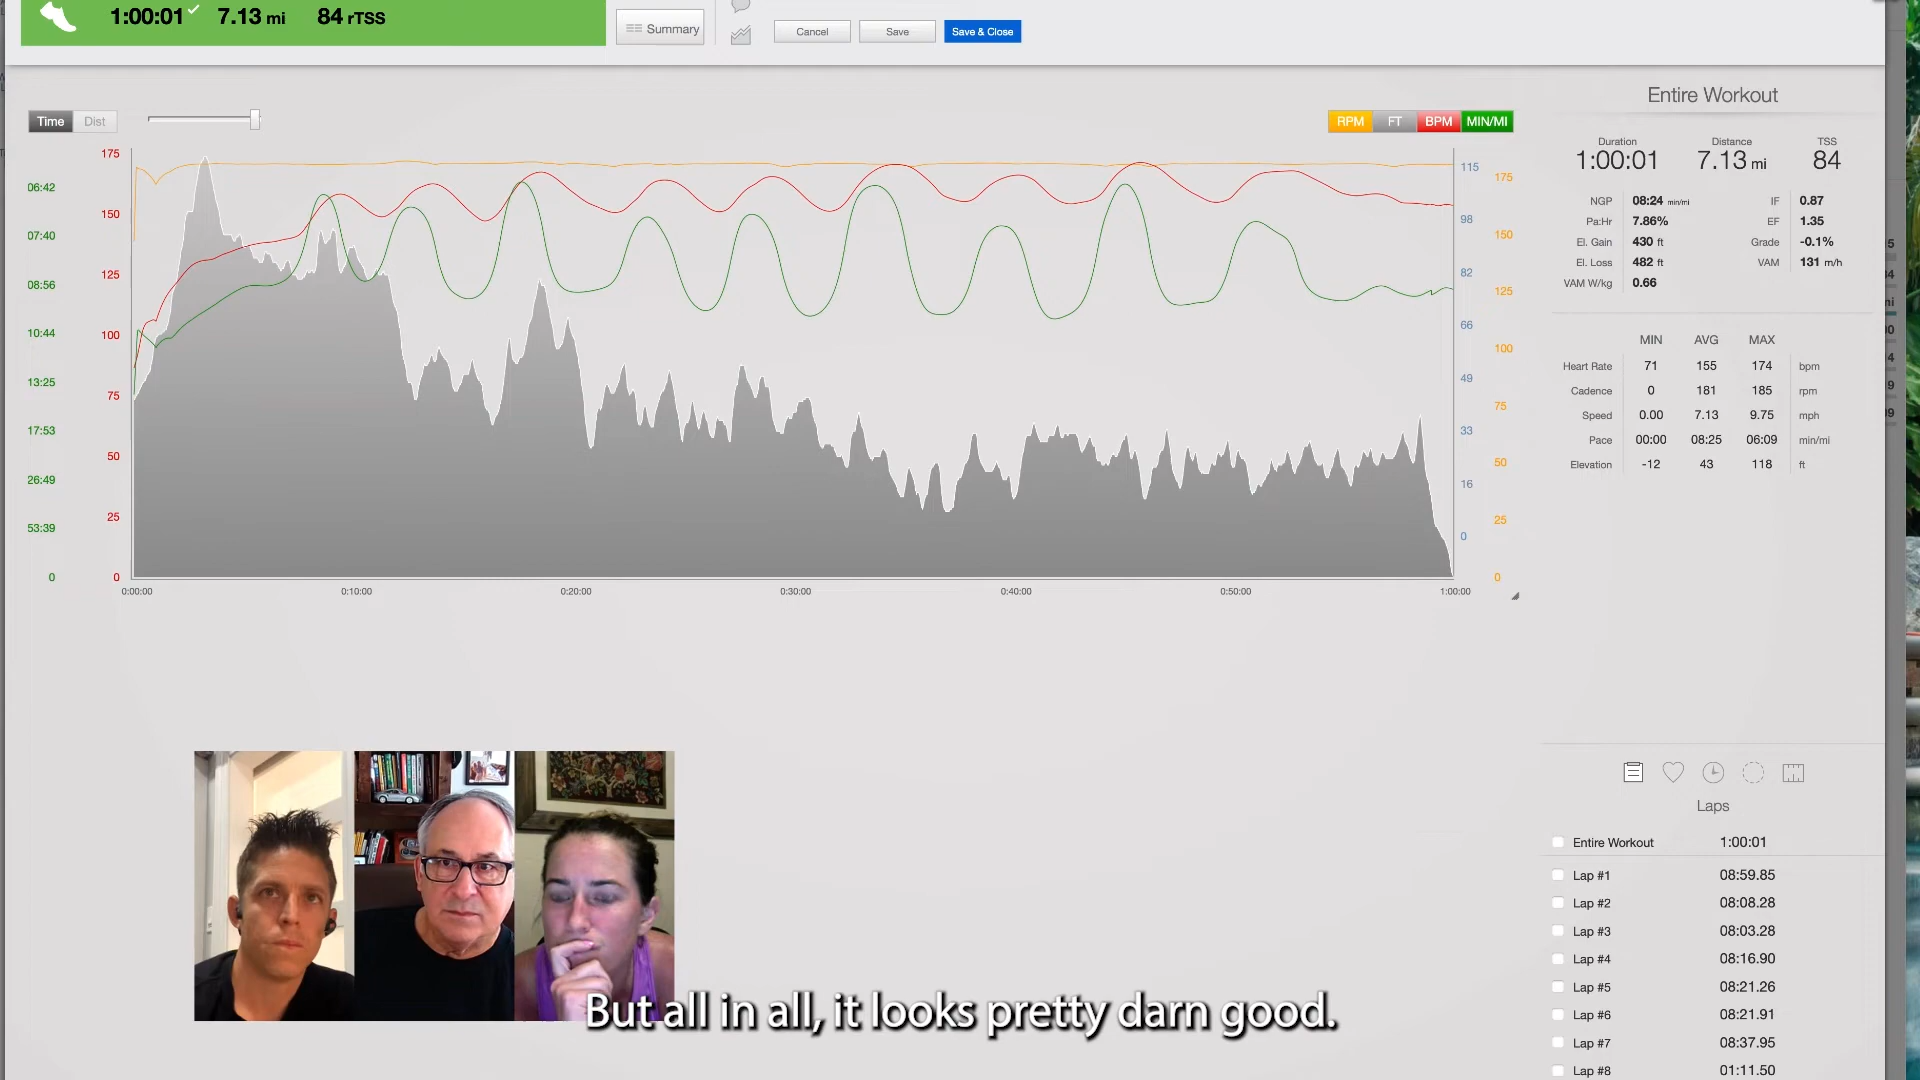 1:00:01 7.13 mi 84 rTSS
Summary
Cancel Save Save & Close
Entire Workout
Time Dist
RPM FT BPM MIN/MI
Duration Distance TSS
1:00:01 7.13 mi 84
NGP 08:24 min/mi IF 0.87
Pa:Hr 7.86% EF 1.35
El. Gain 430 ft Grade -0.1%
El. Loss 482 ft VAM 131 m/h
VAM W/kg 0.66
MIN AVG MAX
Heart Rate 71 155 174 bpm
Cadence 0 181 185 rpm
Speed 0.00 7.13 9.75 mph
Pace 00:00 08:25 06:09 min/mi
Elevation -12 43 118 ft
06:42
07:40
08:56
10:44
13:25
17:53
26:49
53:39
0
175
150
125
100
75
50
25
0
115
98
82
66
49
33
16
0
175
150
125
100
75
50
25
0
0:00:00 0:10:00 0:20:00 0:30:00 0:40:00 0:50:00 1:00:00
Laps
Entire Workout 1:00:01
Lap #1 08:59.85
Lap #2 08:08.28
Lap #3 08:03.28
Lap #4 08:16.90
Lap #5 08:21.26
Lap #6 08:21.91
Lap #7 08:37.95
Lap #8 01:11.50
But all in all, it looks pretty darn good.